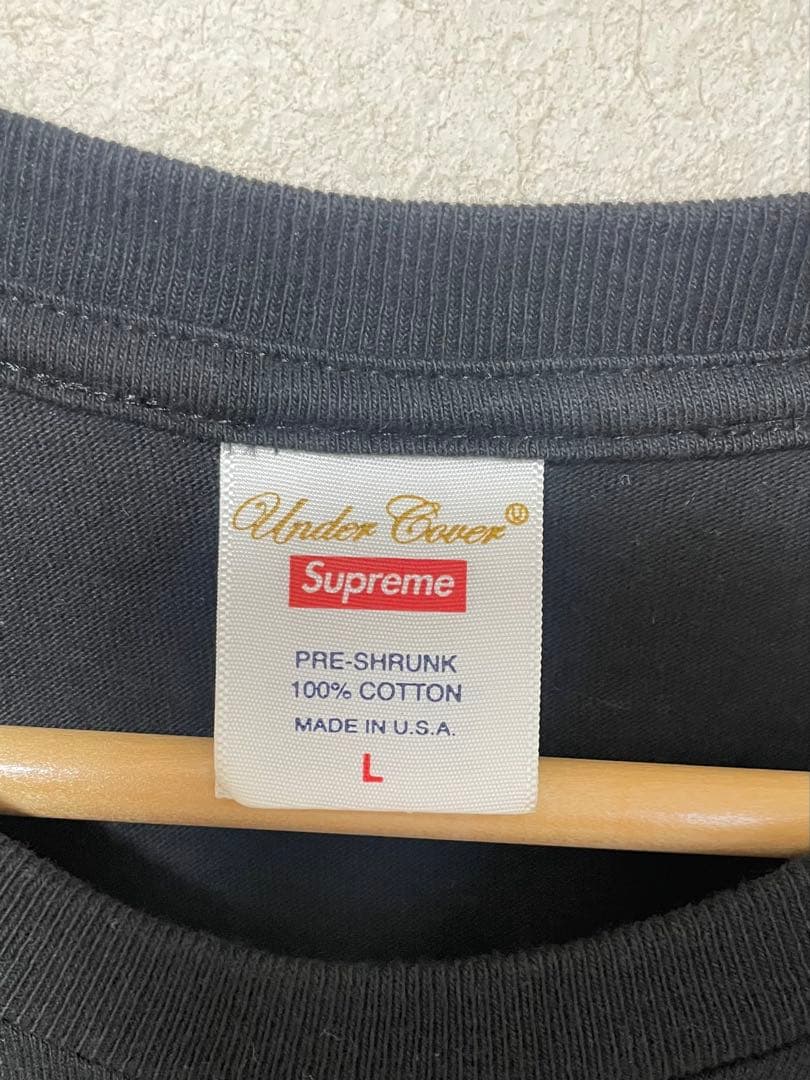 Under Cover Ⓤ
Supreme
PRE-SHRUNK
100% COTTON
MADE IN U.S.A.
L